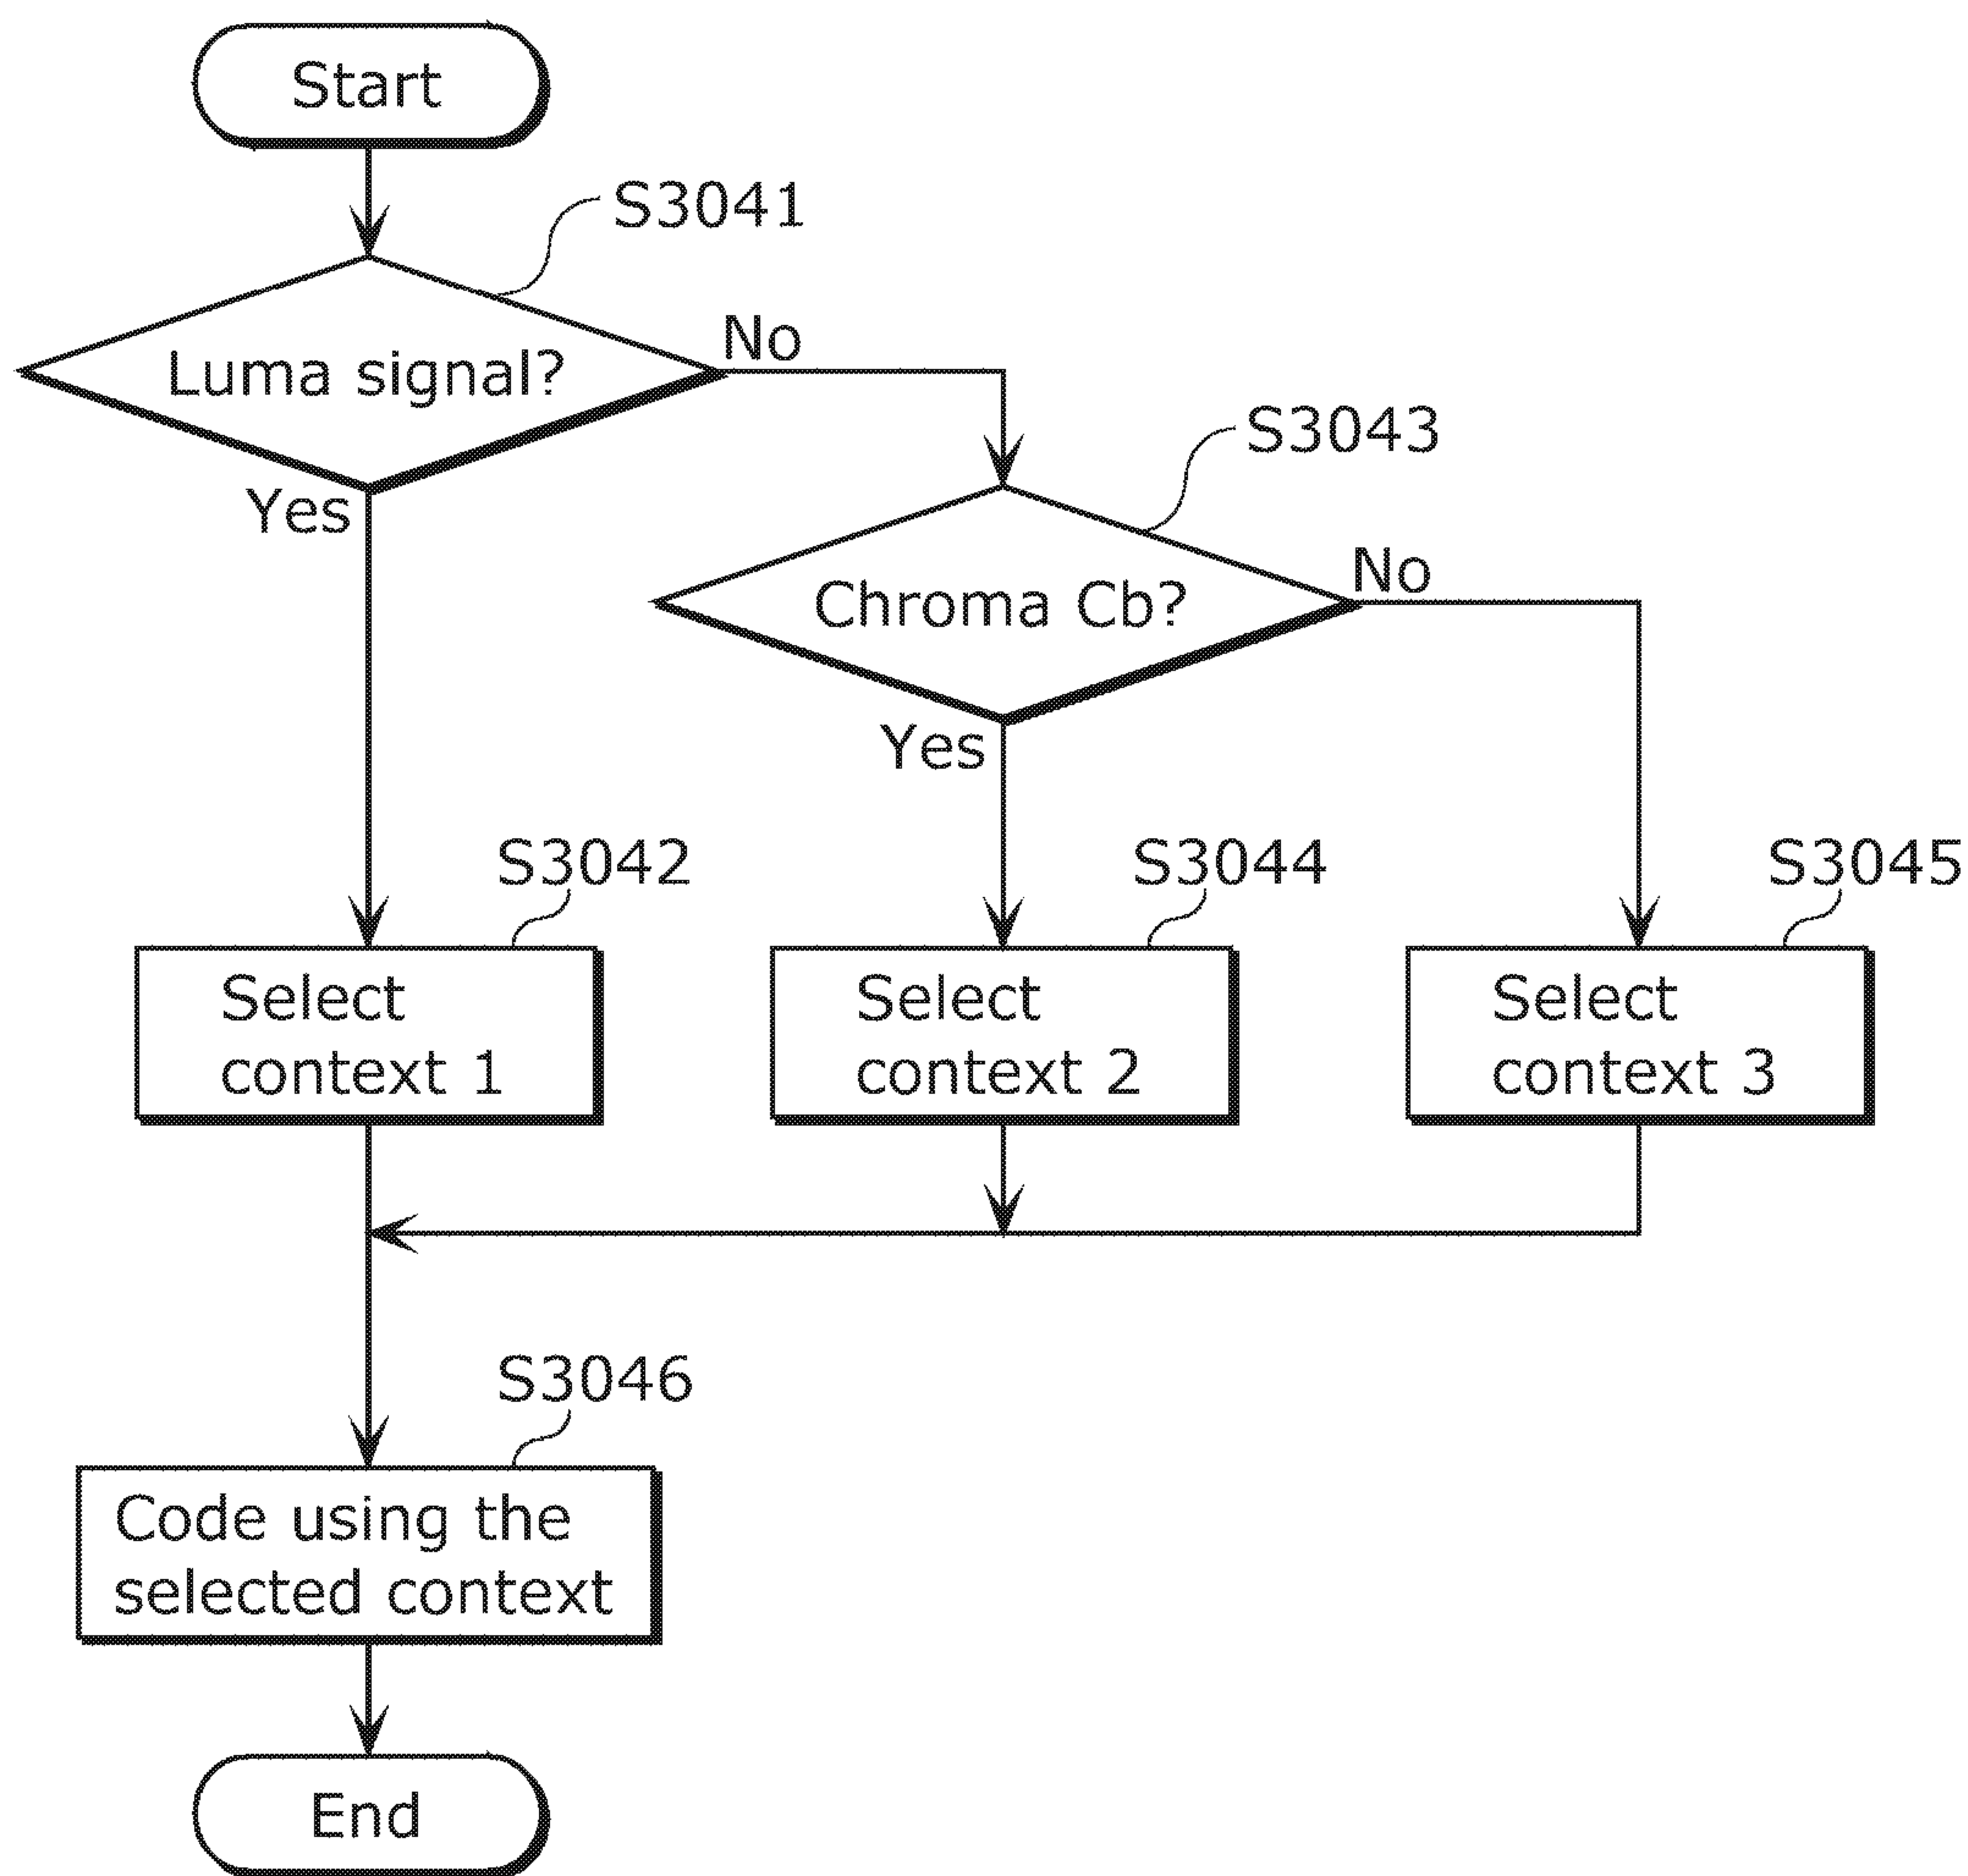 Start
S3041
Luma signal?
No
Yes
S3043
Chroma Cb?
No
Yes
S3042
Select
context 1
S3044
Select
context 2
S3045
Select
context 3
S3046
Code using the
selected context
End